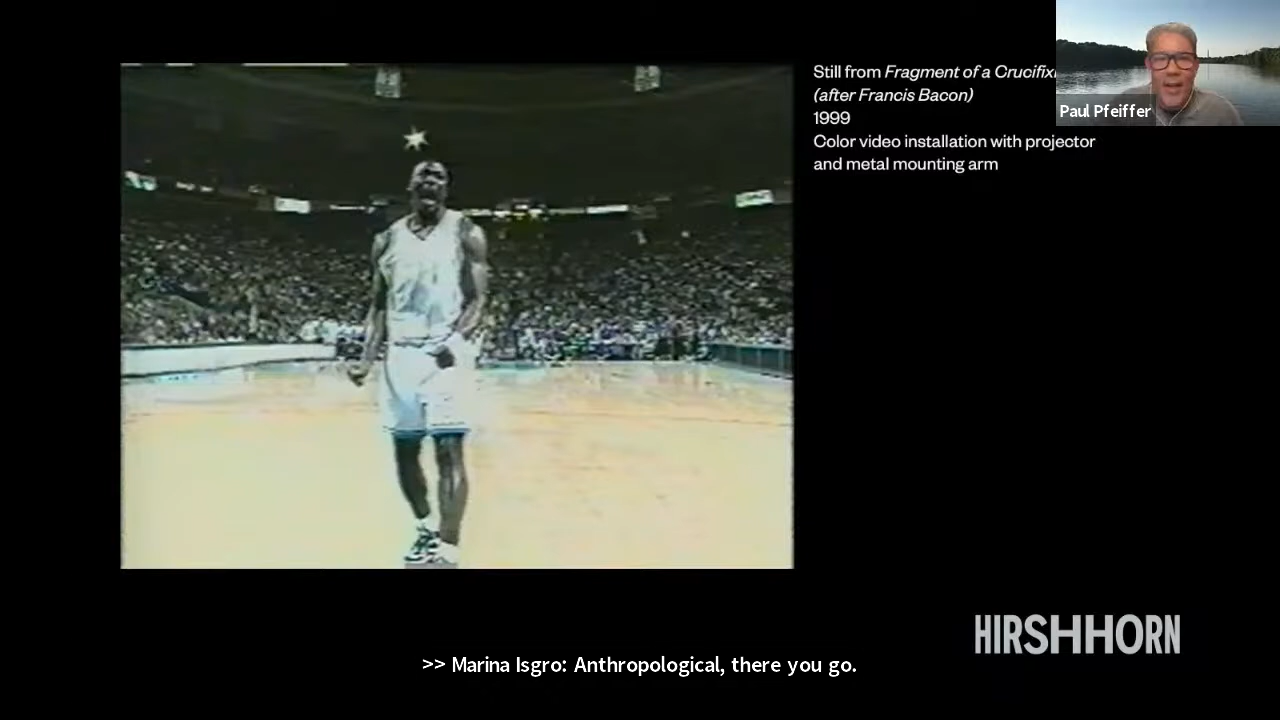 Still from Fragment of a Crucifixi
(after Francis Bacon)
1999
Color video installation with projector
and metal mounting arm
Paul Pfeiffer
HIRSHHORN
>> Marina Isgro: Anthropological, there you go.